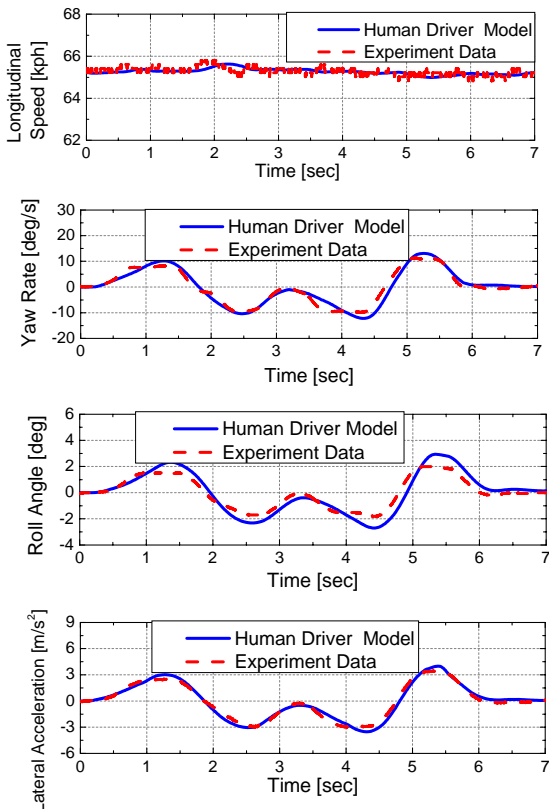 Human Driver Model
Experiment Data
Longitudinal
Speed [kph]
68
66
64
62
0 1 2 3 4 5 6 7
Time [sec]
Human Driver Model
Experiment Data
Yaw Rate [deg/s]
30
20
10
0
-10
-20
0 1 2 3 4 5 6 7
Time [sec]
Human Driver Model
Experiment Data
Roll Angle [deg]
6
4
2
0
-2
-4
0 1 2 3 4 5 6 7
Time [sec]
Human Driver Model
Experiment Data
Lateral Acceleration [m/s²]
9
6
3
0
-3
-6
0 1 2 3 4 5 6 7
Time [sec]